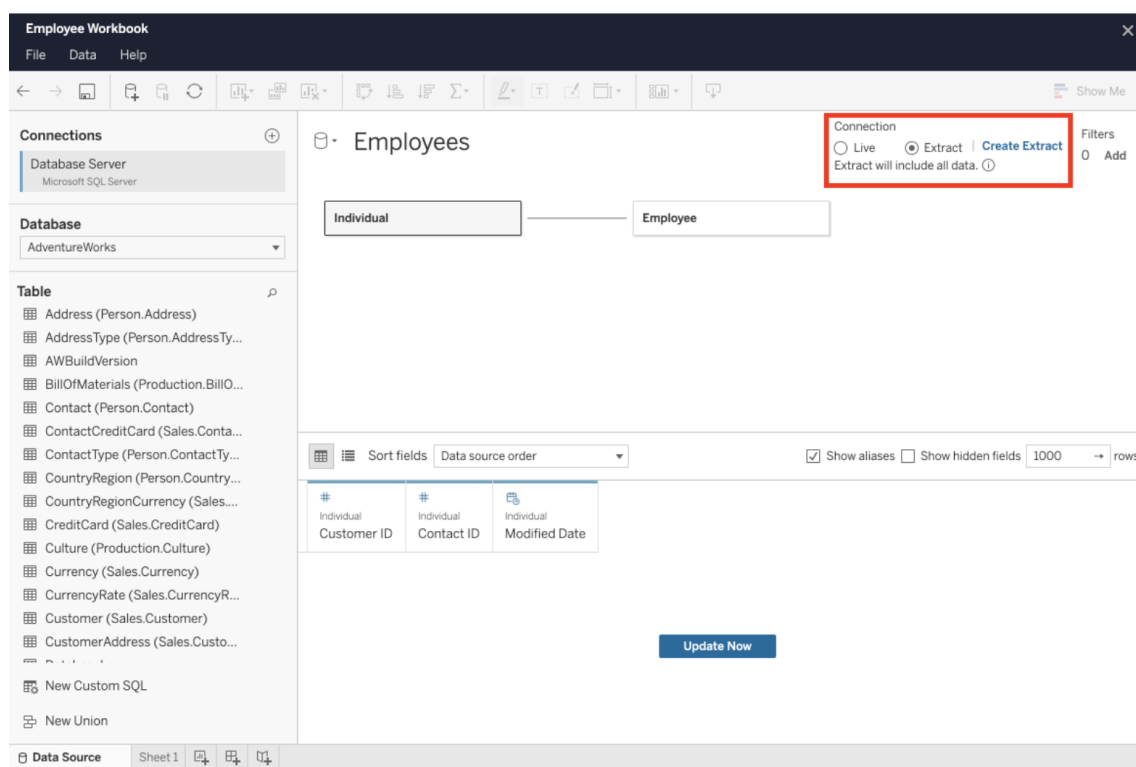 Employee Workbook
File Data Help
Show Me
Connections
Database Server
Microsoft SQL Server
Database
AdventureWorks
Table
Address (Person.Address)
AddressType (Person.AddressTy...
AWBuildVersion
BillOfMaterials (Production.BillO...
Contact (Person.Contact)
ContactCreditCard (Sales.Conta...
ContactType (Person.ContactTy...
CountryRegion (Person.Country...
CountryRegionCurrency (Sales....
CreditCard (Sales.CreditCard)
Culture (Production.Culture)
Currency (Sales.Currency)
CurrencyRate (Sales.CurrencyR...
Customer (Sales.Customer)
CustomerAddress (Sales.Custo...
New Custom SQL
New Union
Employees
Connection
Live Extract | Create Extract
Extract will include all data.
Filters
0 Add
Individual Employee
Sort fields Data source order Show aliases Show hidden fields 1000 → rows
Individual Individual Individual
Customer ID Contact ID Modified Date
Update Now
Data Source Sheet 1